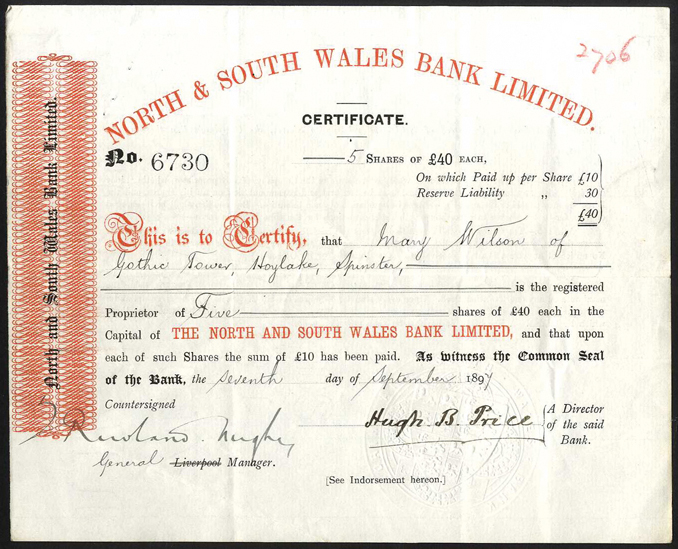 2706
NORTH & SOUTH WALES BANK LIMITED.
CERTIFICATE.
No. 6730
5 SHARES OF £40 EACH,
On which Paid up per Share £10
Reserve Liability „ 30
£40
This is to Certify, that Mary Wilson of
Gothic Tower, Hoylake, Spinster,
is the registered
Proprietor of Five shares of £40 each in the
Capital of THE NORTH AND SOUTH WALES BANK LIMITED, and that upon
each of such Shares the sum of £10 has been paid. As witness the Common Seal
of the Bank, the Seventh day of September 1897
Countersigned
Rowland Hughes
General Liverpool Manager.
Hugh B. Price
A Director
of the said
Bank.
[See Indorsement hereon.]
North and South Wales Bank Limited.